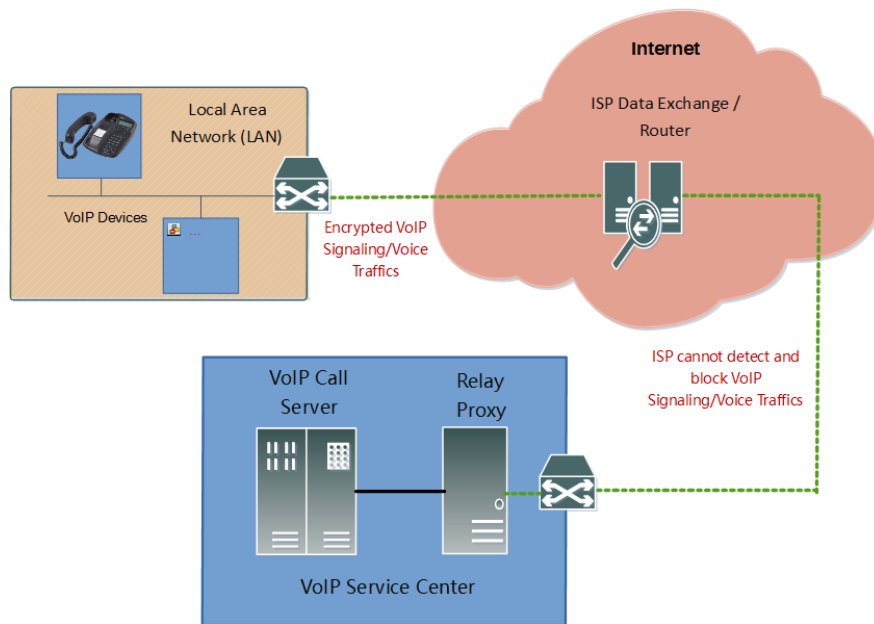 Internet
ISP Data Exchange /
Router
Local Area
Network (LAN)
VoIP Devices
...
Encrypted VoIP
Signaling/Voice
Traffics
ISP cannot detect and
block VoIP
Signaling/Voice Traffics
VoIP Call
Server
Relay
Proxy
VoIP Service Center